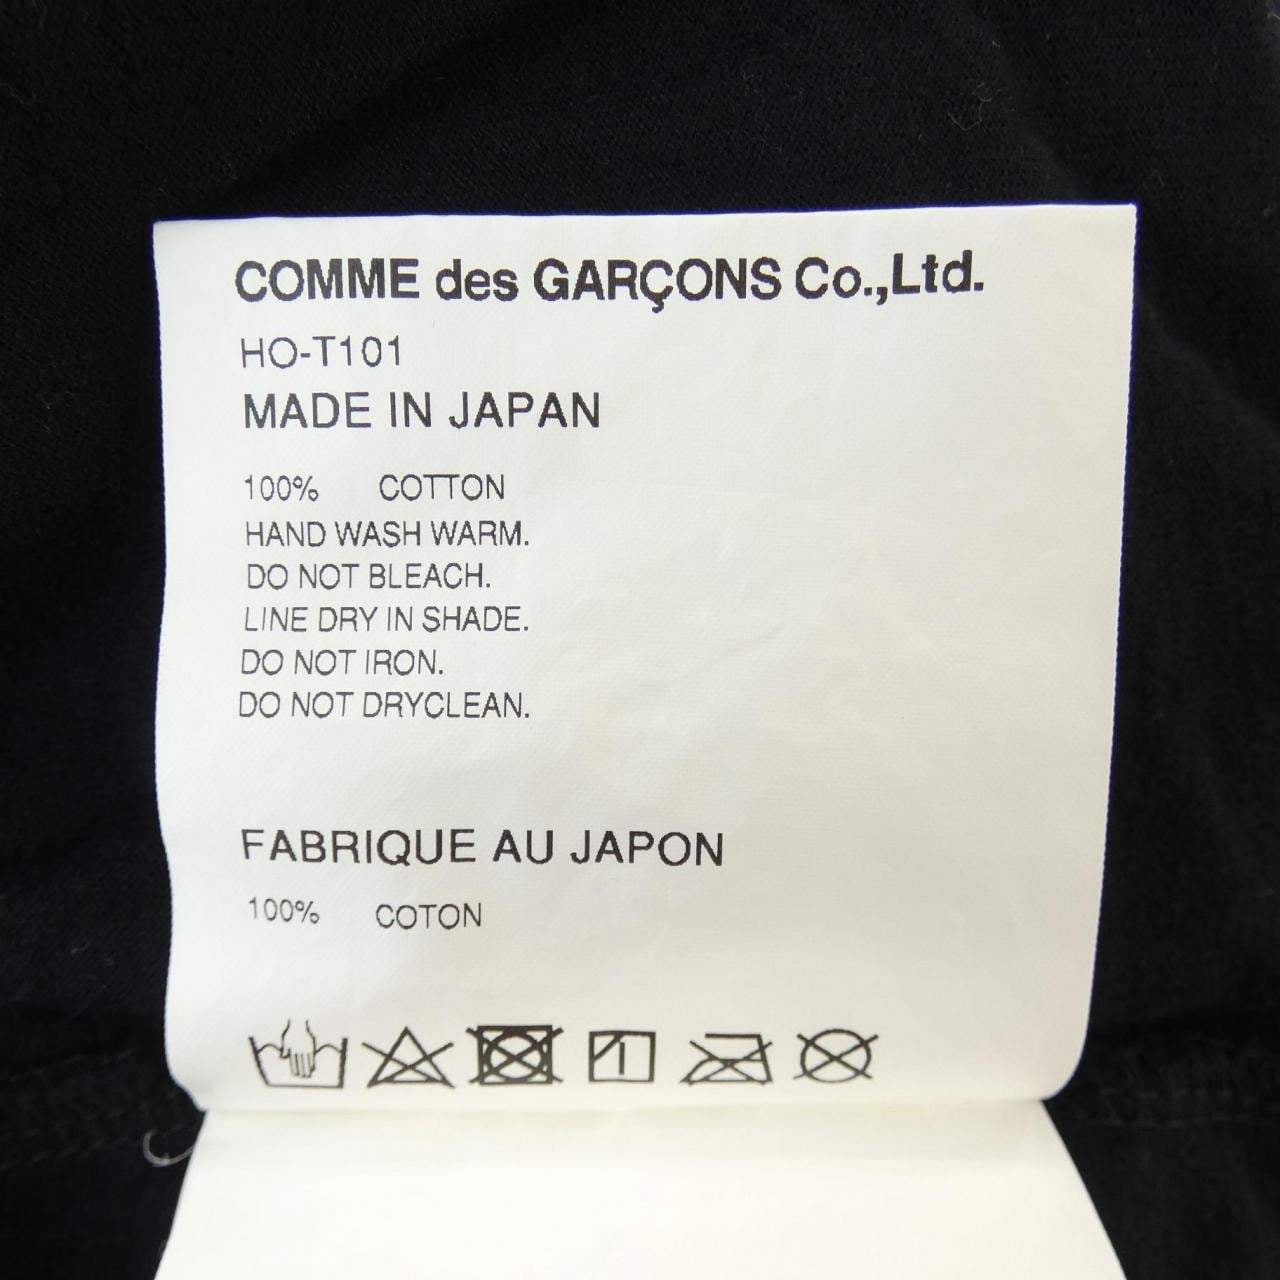 COMME des GARÇONS Co.,Ltd.
HO-T101
MADE IN JAPAN
100% COTTON
HAND WASH WARM.
DO NOT BLEACH.
LINE DRY IN SHADE.
DO NOT IRON.
DO NOT DRYCLEAN.
FABRIQUE AU JAPON
100% COTON